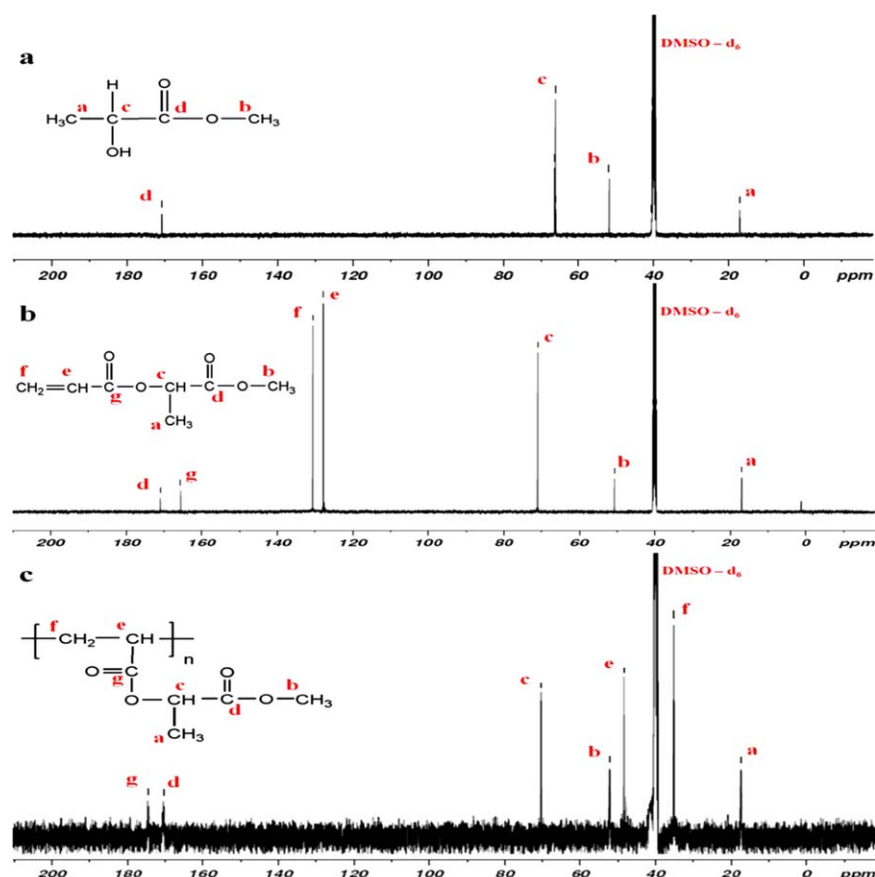 a
DMSO – d6
c
H O
a c d b
H3C C C O CH3
OH
b
d
a
200 180 160 140 120 100 80 60 40 20 0 ppm
b
f e
DMSO – d6
c
O O
f e c b
CH2 CH C O CH C O CH3
g d
a CH3
d g
b
a
200 180 160 140 120 100 80 60 40 20 0 ppm
c
DMSO – d6
f
f e
[ CH2 CH ] n
O C
g
c
O
b
O CH C O CH3
d
a CH3
c
e
b
a
g d
200 180 160 140 120 100 80 60 40 20 0 ppm